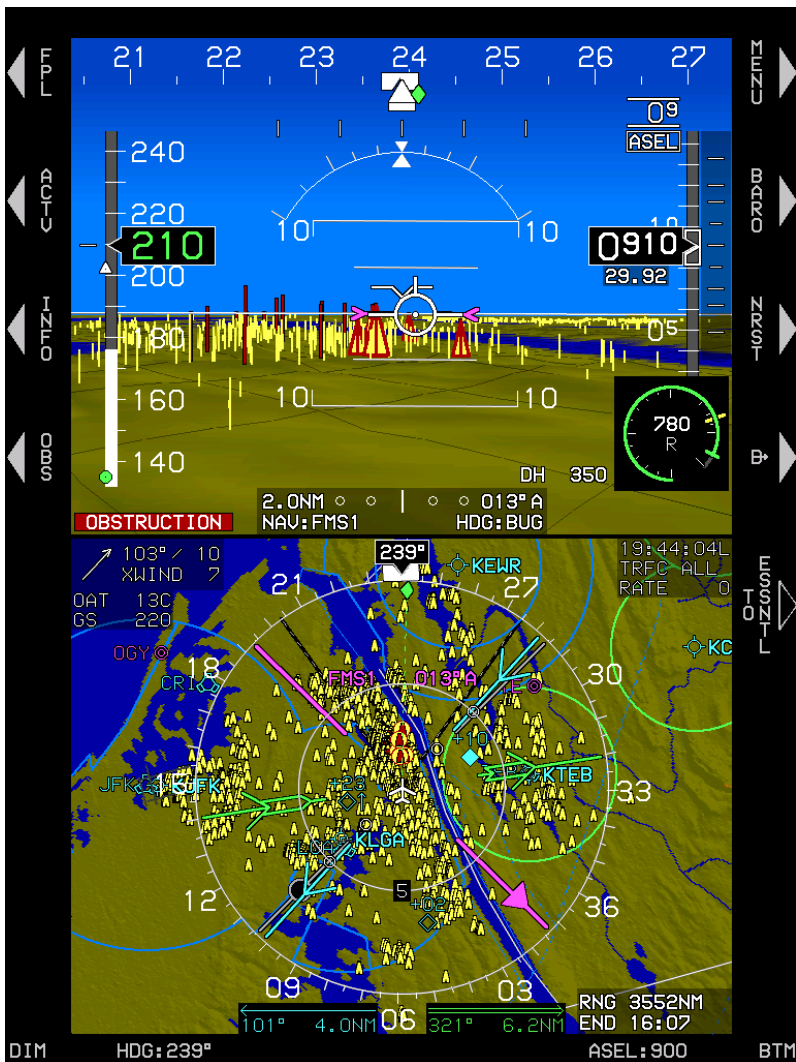 21 22 23 24 25 26 27
FPL
MENU
09
ASEL
240
ACTV
BARO
220
10 10
10
210
0910
200
29.92
INFO
NRST
180
05
160
10 10
780
R
OBS
140
DH 350
2.0NM 013°A
NAV:FMS1 HDG:BUG
OBSTRUCTION
103°/ 10
XWIND 7
239°
KEWR
19:44:04L
TRFC ALL
RATE 0
ESSNTL
TO
OAT 13C
GS 220
21
27
OGY
18
CRI
30
KC
FMS1 013°A
+10
JFK
15
KJFK
+23
KTEB
33
KLGA
LGA
12
5
+02
36
09
03
06
101° 4.0NM
321° 6.2NM
RNG 3552NM
END 16:07
DIM
HDG:239°
ASEL:900
BTM